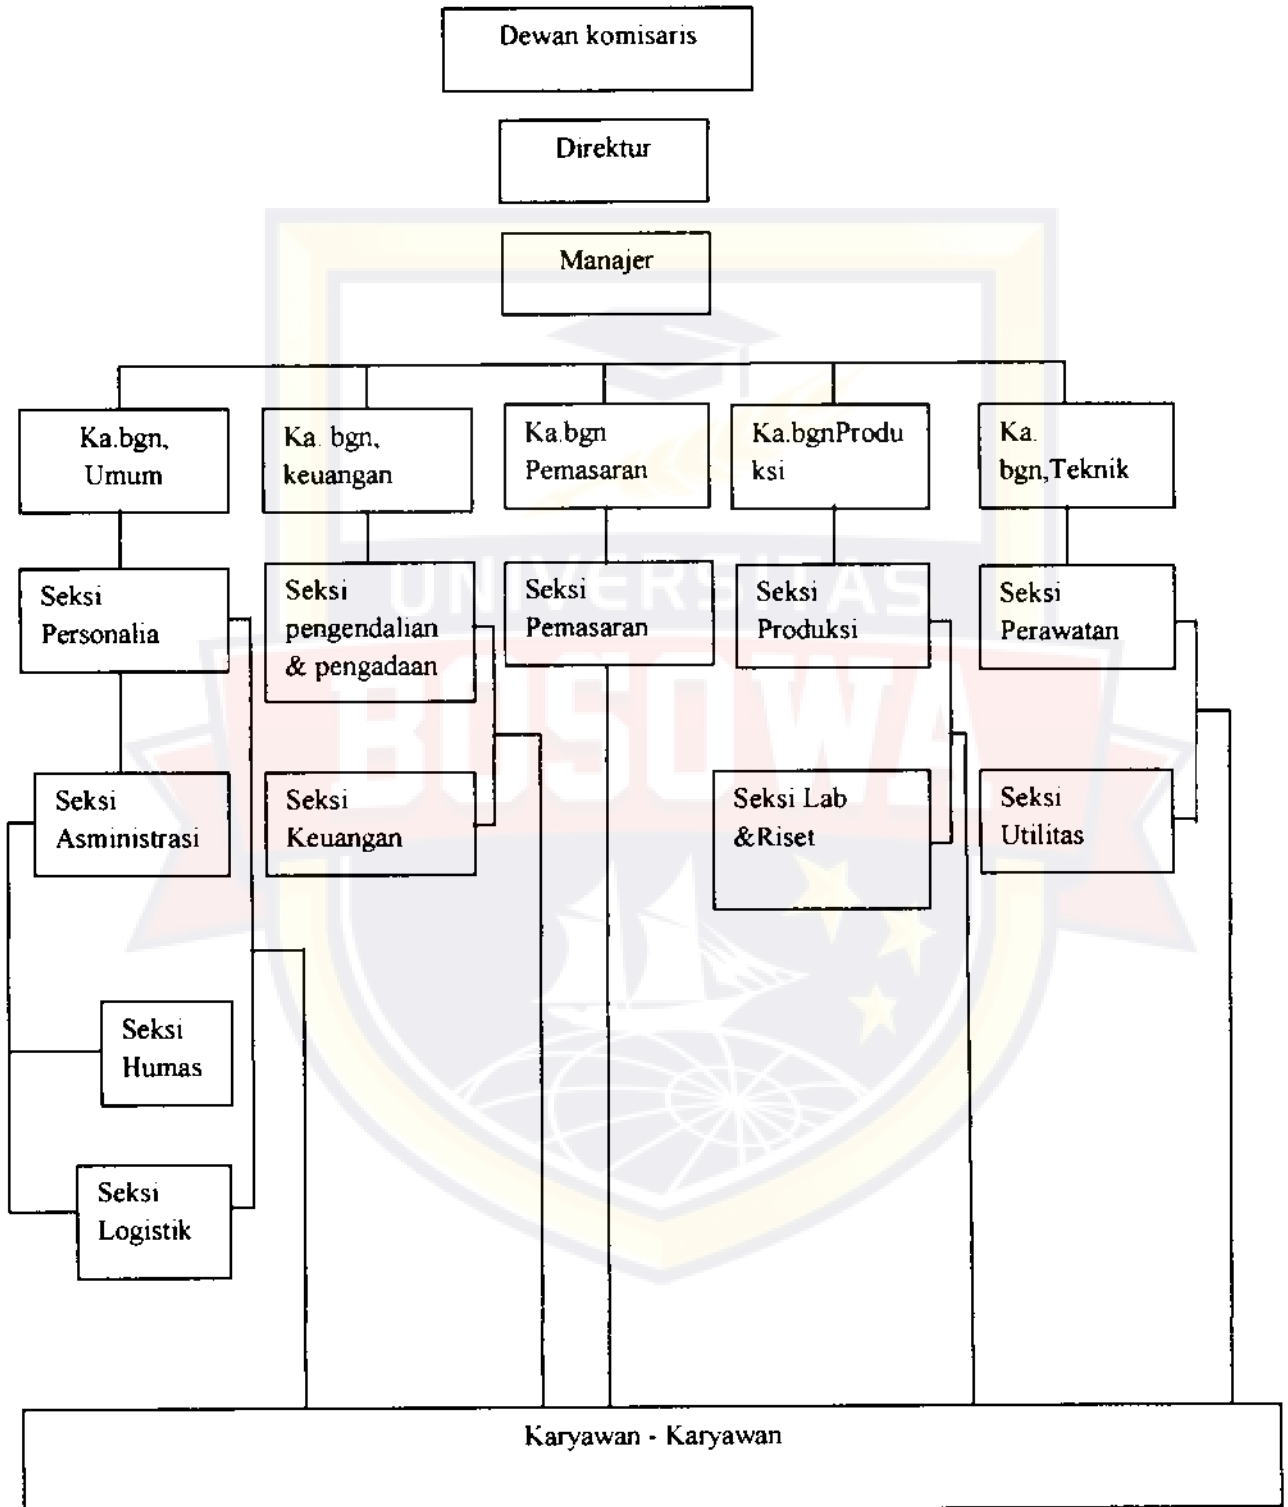 Dewan komisaris
Direktur
Manajer
Ka.bgn,
Umum
Ka. bgn,
keuangan
Ka.bgn
Pemasaran
Ka.bgnProdu
ksi
Ka.
bgn,Teknik
Seksi
Personalia
Seksi
pengendalian
& pengadaan
Seksi
Pemasaran
Seksi
Produksi
Seksi
Perawatan
UNIVERSITAS
BOSOWA
Seksi
Asministrasi
Seksi
Keuangan
Seksi Lab
&Riset
Seksi
Utilitas
Seksi
Humas
Seksi
Logistik
Karyawan - Karyawan